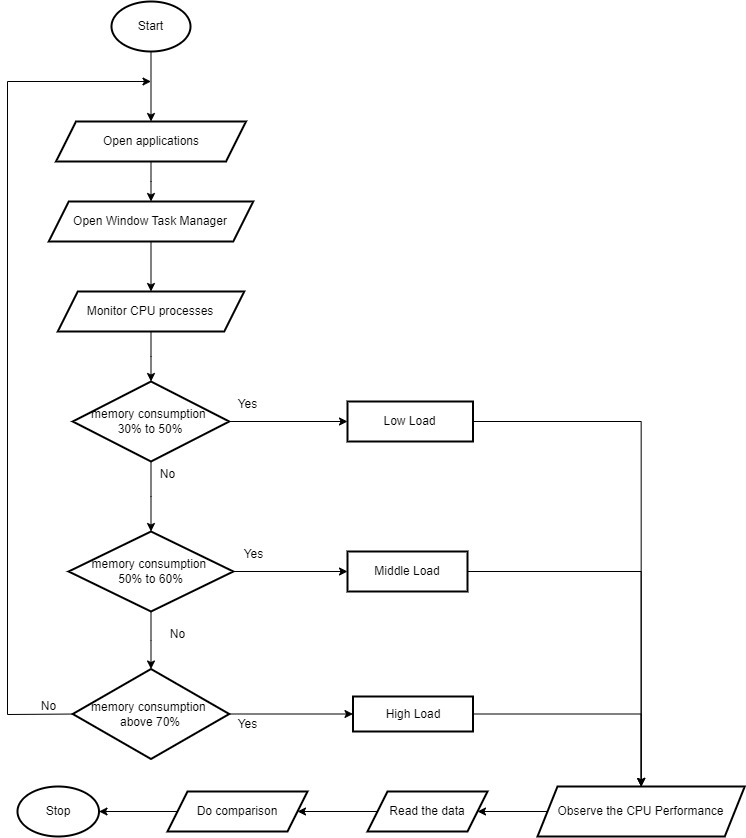 Start
Open applications
Open Window Task Manager
Monitor CPU processes
memory consumption
30% to 50%
Yes
Low Load
No
memory consumption
50% to 60%
Yes
Middle Load
No
memory consumption
above 70%
No
Yes
High Load
Stop
Do comparison
Read the data
Observe the CPU Performance